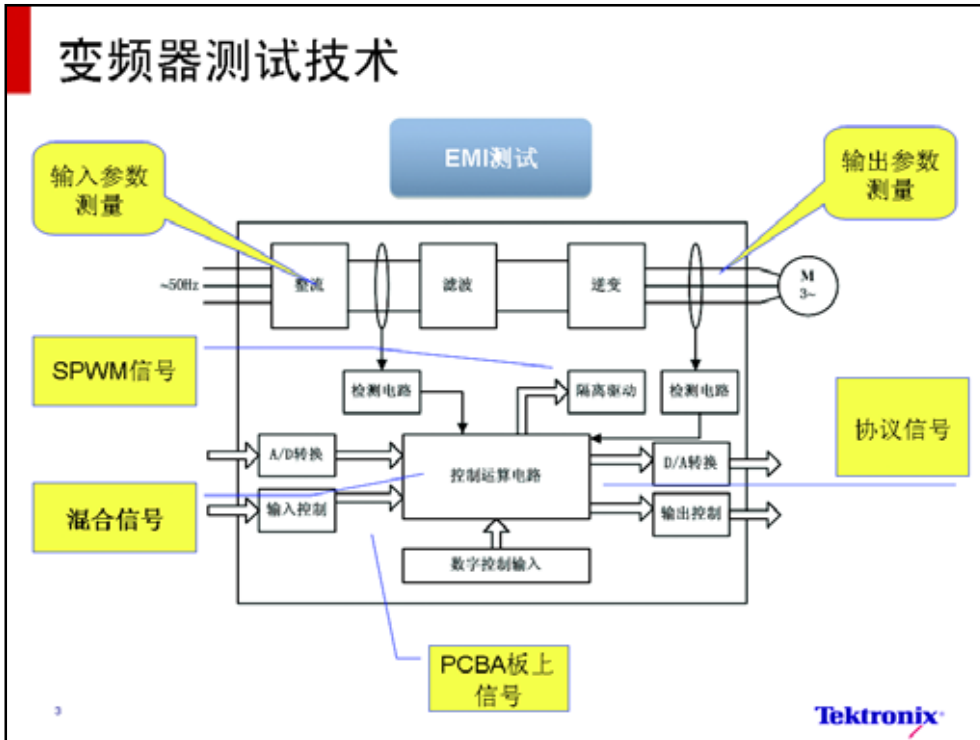 变频器测试技术
EMI测试
输入参数
测量
输出参数
测量
~50Hz
整流
滤波
逆变
M
3~
SPWM信号
检测电路
隔离驱动
检测电路
协议信号
A/D转换
控制运算电路
D/A转换
混合信号
输入控制
输出控制
数字控制输入
PCBA板上
信号
3
Tektronix